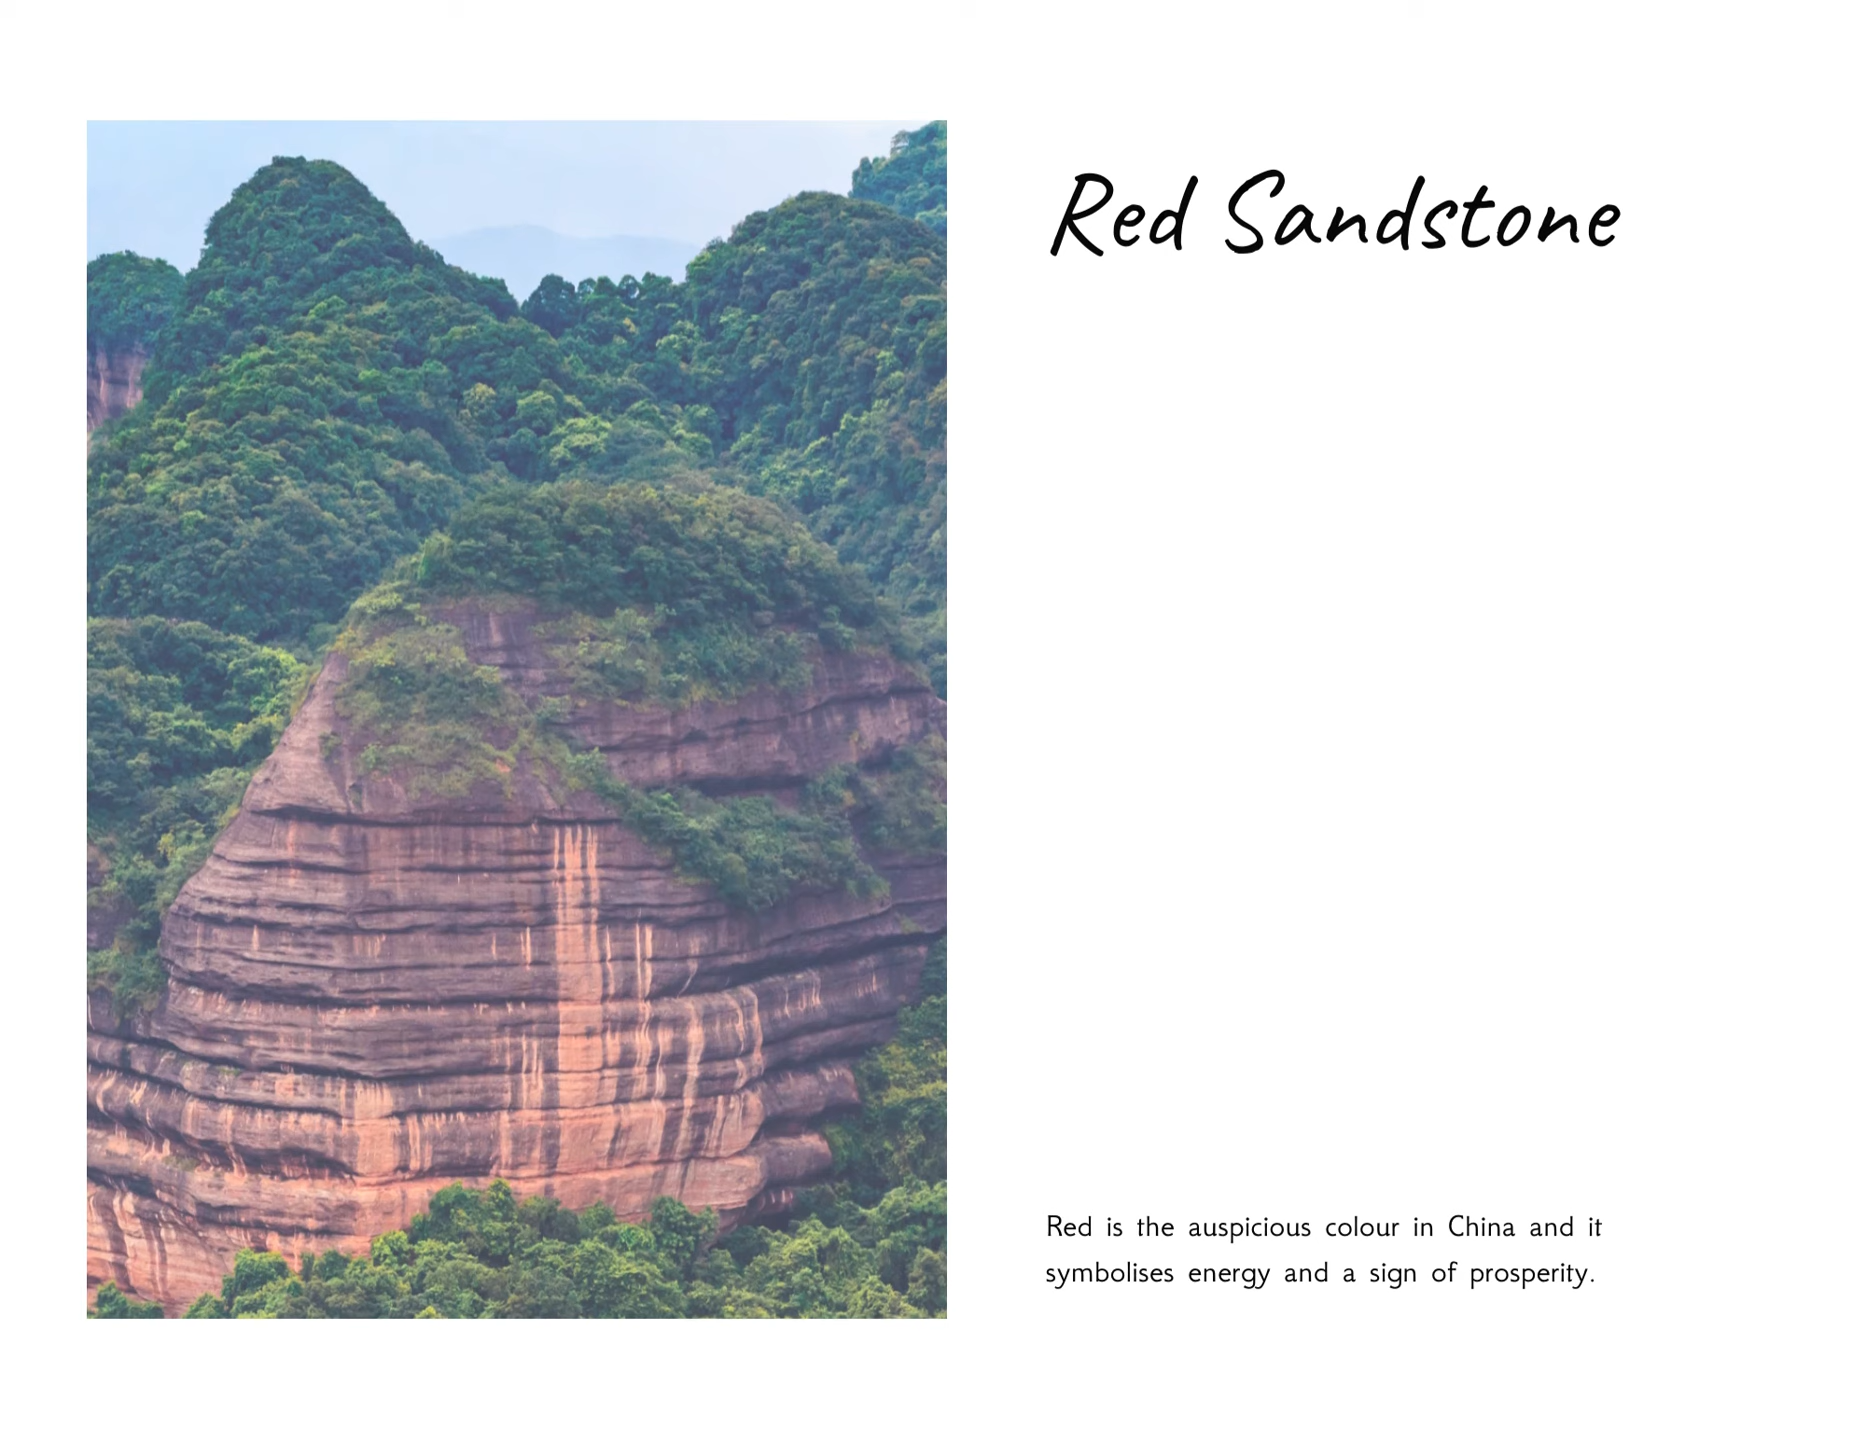 Red Sandstone
Red is the auspicious colour in China and it
symbolises energy and a sign of prosperity.